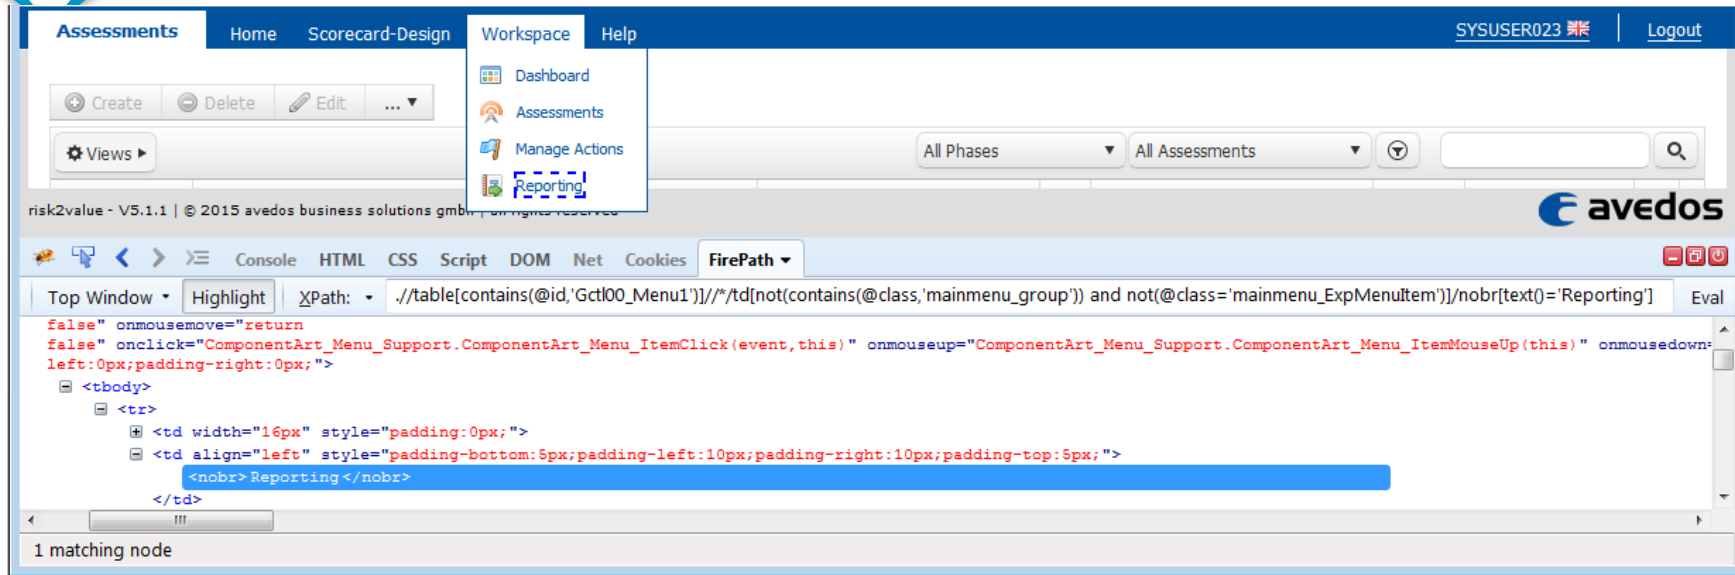 Assessments Home Scorecard-Design Workspace Help SYSUSER023 Logout
Dashboard
Create Delete Edit ... ▼
Assessments
Views All Phases ▼ All Assessments ▼
Manage Actions
Reporting
risk2value - V5.1.1 | © 2015 avedos business solutions gmbh | all rights reserved
avedos
Console HTML CSS Script DOM Net Cookies FirePath
Top Window Highlight XPath: .//table[contains(@id,'Gctl00_Menu1')]//*/td[not(contains(@class,'mainmenu_group')) and not(@class='mainmenu_ExpMenuItem')]/nobr[text()='Reporting'] Eval
false" onmousemove="return
false" onclick="ComponentArt_Menu_Support.ComponentArt_Menu_ItemClick(event,this)" onmouseup="ComponentArt_Menu_Support.ComponentArt_Menu_ItemMouseUp(this)" onmousedown=
left:0px;padding-right:0px;">
<tbody>
<tr>
<td width="16px" style="padding:0px;">
<td align="left" style="padding-bottom:5px;padding-left:10px;padding-right:10px;padding-top:5px;">
<nobr>Reporting</nobr>
</td>
1 matching node